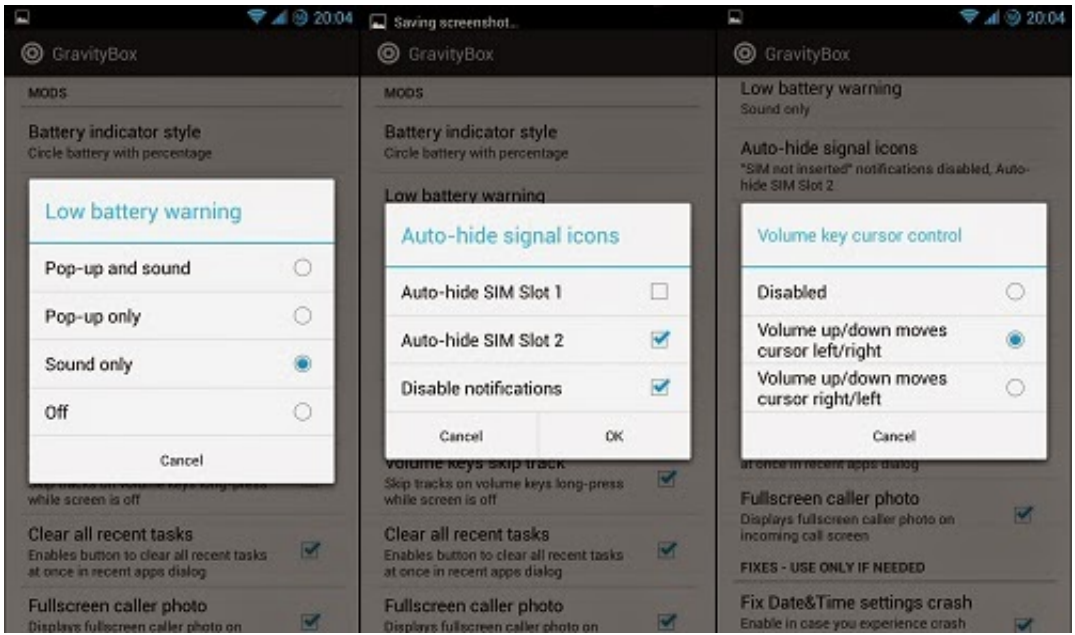 20:04
GravityBox
MODS
Battery indicator style
Circle battery with percentage
Low battery warning
Pop-up and sound
Pop-up only
Sound only
Off
Cancel
Skip tracks on volume keys long-press
while screen is off
Clear all recent tasks
Enables button to clear all recent tasks
at once in recent apps dialog
Fullscreen caller photo
Displays fullscreen caller photo on
Saving screenshot...
GravityBox
MODS
Battery indicator style
Circle battery with percentage
Low battery warning
Auto-hide signal icons
Auto-hide SIM Slot 1
Auto-hide SIM Slot 2
Disable notifications
Cancel
OK
Volume keys skip track
Skip tracks on volume keys long-press
while screen is off
Clear all recent tasks
Enables button to clear all recent tasks
at once in recent apps dialog
Fullscreen caller photo
Displays fullscreen caller photo on
20:04
GravityBox
Low battery warning
Sound only
Auto-hide signal icons
"SIM not inserted" notifications disabled, Auto-
hide SIM Slot 2
Volume key cursor control
Disabled
Volume up/down moves
cursor left/right
Volume up/down moves
cursor right/left
Cancel
at once in recent apps dialog
Fullscreen caller photo
Displays fullscreen caller photo on
incoming call screen
FIXES - USE ONLY IF NEEDED
Fix Date&Time settings crash
Enable in case you experience crash